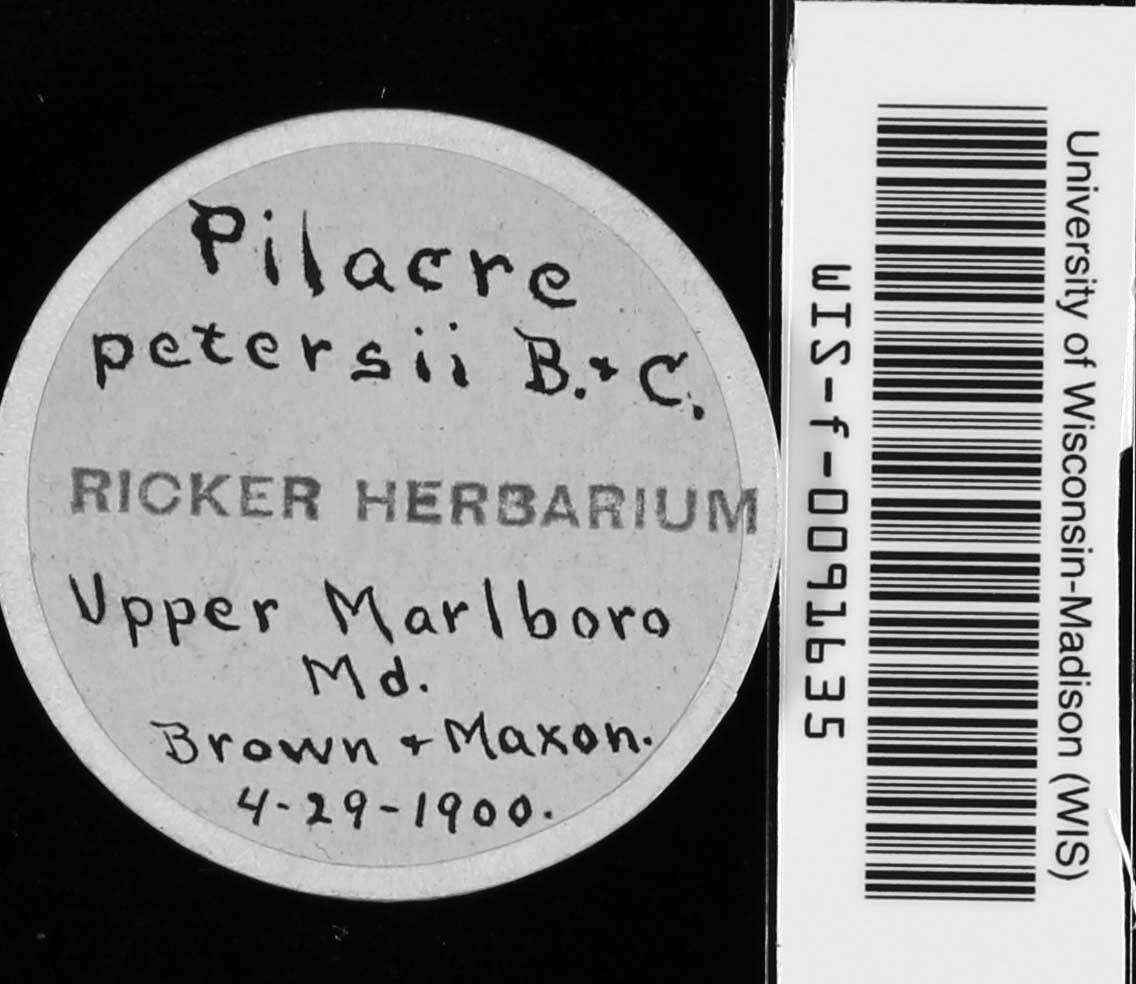 Pilacre
petersii B. + C.
RICKER HERBARIUM
Upper Marlboro
Md.
Brown + Maxon.
4-29-1900.
University of Wisconsin-Madison (WIS)
WIS-f-0091635